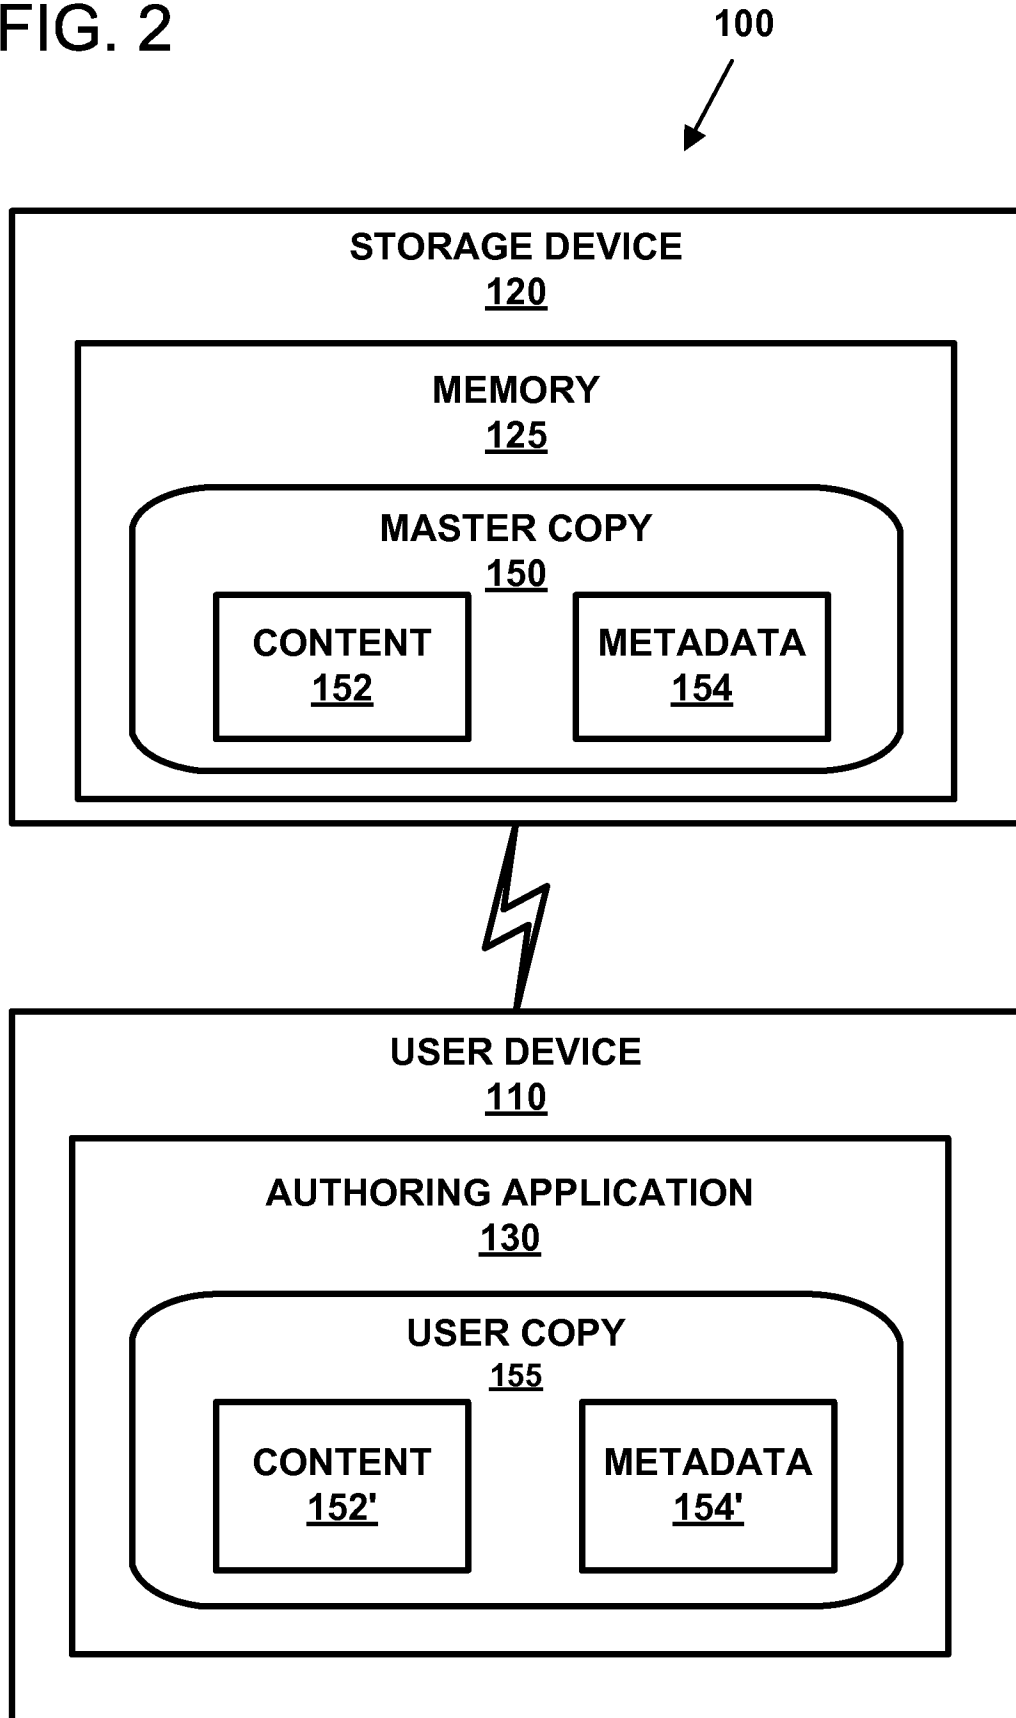 FIG. 2
100
STORAGE DEVICE
120
MEMORY
125
MASTER COPY
150
CONTENT
152
METADATA
154
USER DEVICE
110
AUTHORING APPLICATION
130
USER COPY
155
CONTENT
152'
METADATA
154'